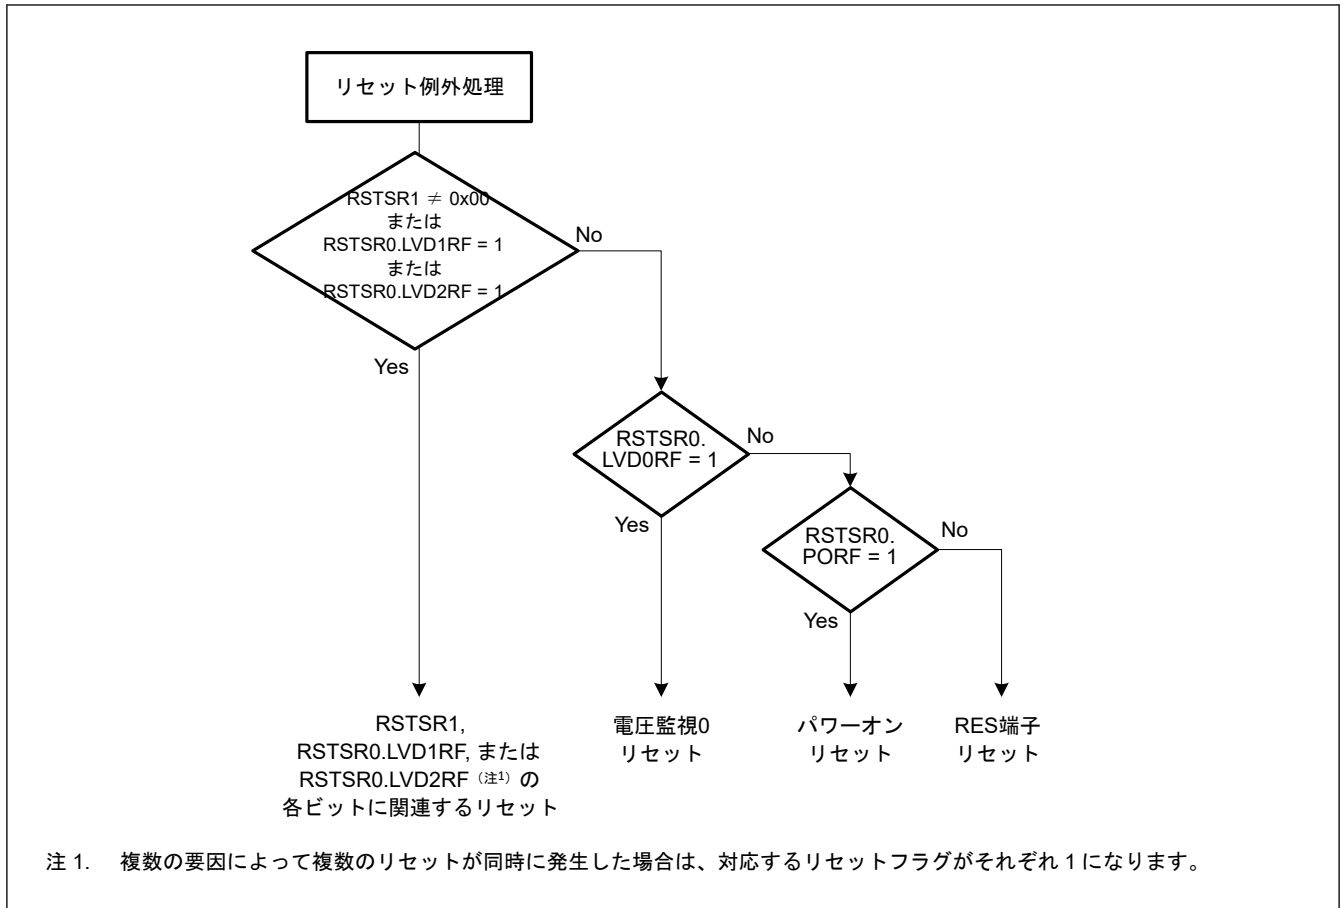 リセット例外処理
RSTSR1 ≠ 0x00
または
RSTSR0.LVD1RF = 1
または
RSTSR0.LVD2RF = 1
No
Yes
RSTSR0.
LVD0RF = 1
No
Yes
RSTSR0.
PORF = 1
No
Yes
RSTSR1,
RSTSR0.LVD1RF, または
RSTSR0.LVD2RF（注1）の
各ビットに関連するリセット
電圧監視0
リセット
パワーオン
リセット
RES端子
リセット
注 1. 複数の要因によって複数のリセットが同時に発生した場合は、対応するリセットフラグがそれぞれ 1 になります。